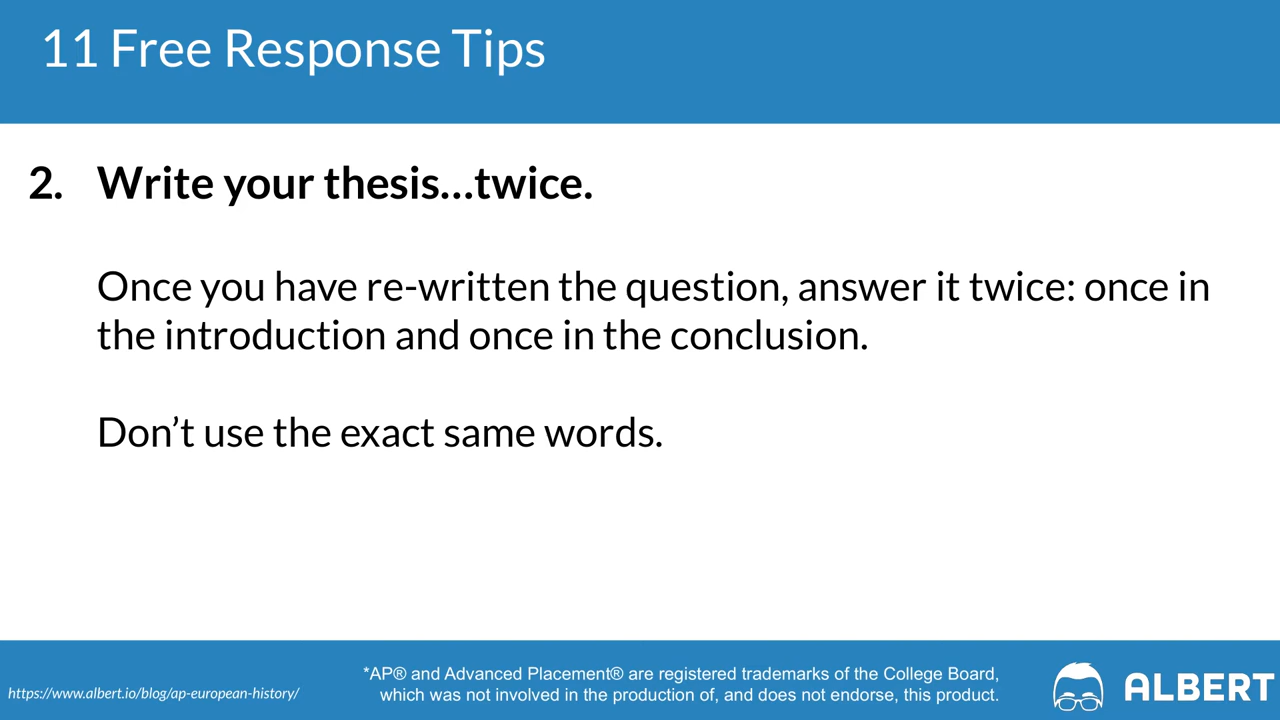 11 Free Response Tips
2. Write your thesis...twice.
Once you have re-written the question, answer it twice: once in
the introduction and once in the conclusion.
Don’t use the exact same words.
*AP® and Advanced Placement® are registered trademarks of the College Board,
which was not involved in the production of, and does not endorse, this product.
https://www.albert.io/blog/ap-european-history/
ALBERT